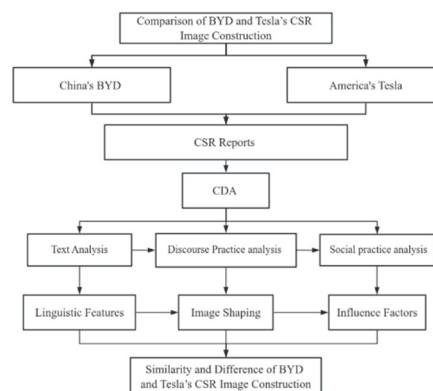 Comparison of BYD and Tesla's CSR
Image Construction
China's BYD
America's Tesla
CSR Reports
CDA
Text Analysis
Discourse Practice analysis
Social practice analysis
Linguistic Features
Image Shaping
Influence Factors
Similarity and Difference of BYD
and Tesla's CSR Image Construction